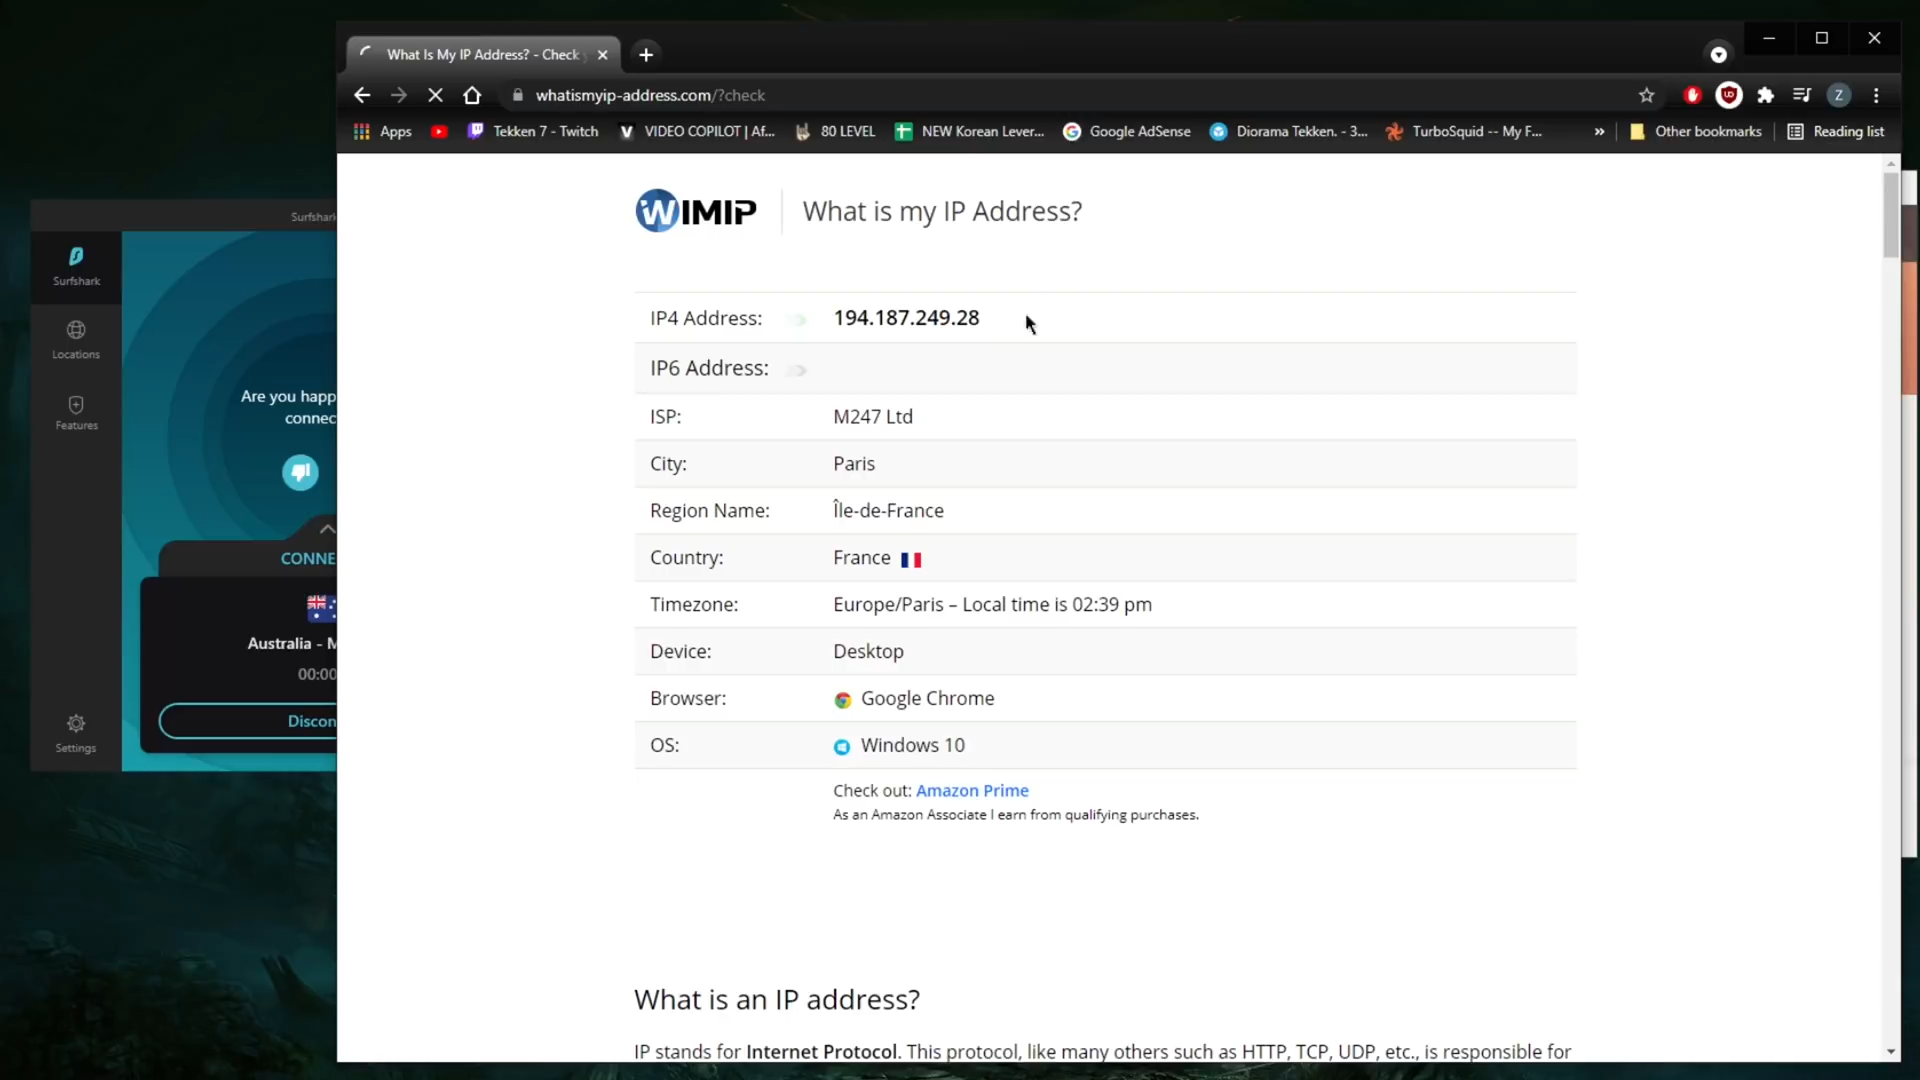 What Is My IP Address? - Check
whatismyip-address.com/?check
Apps
Tekken 7 - Twitch
VIDEO COPILOT | Af...
80 LEVEL
NEW Korean Lever...
Google AdSense
Diorama Tekken. - 3...
TurboSquid -- My F...
»
Other bookmarks
Reading list
Z
WIMIP
What is my IP Address?
IP4 Address: 194.187.249.28
IP6 Address:
ISP: M247 Ltd
City: Paris
Region Name: Île-de-France
Country: France
Timezone: Europe/Paris – Local time is 02:39 pm
Device: Desktop
Browser: Google Chrome
OS: Windows 10
Check out: Amazon Prime
As an Amazon Associate I earn from qualifying purchases.
What is an IP address?
IP stands for Internet Protocol. This protocol, like many others such as HTTP, TCP, UDP, etc., is responsible for
Surfshark
Surfshark
Locations
Features
Settings
Are you happ
connec
CONNE
Australia - M
00:00
Discon